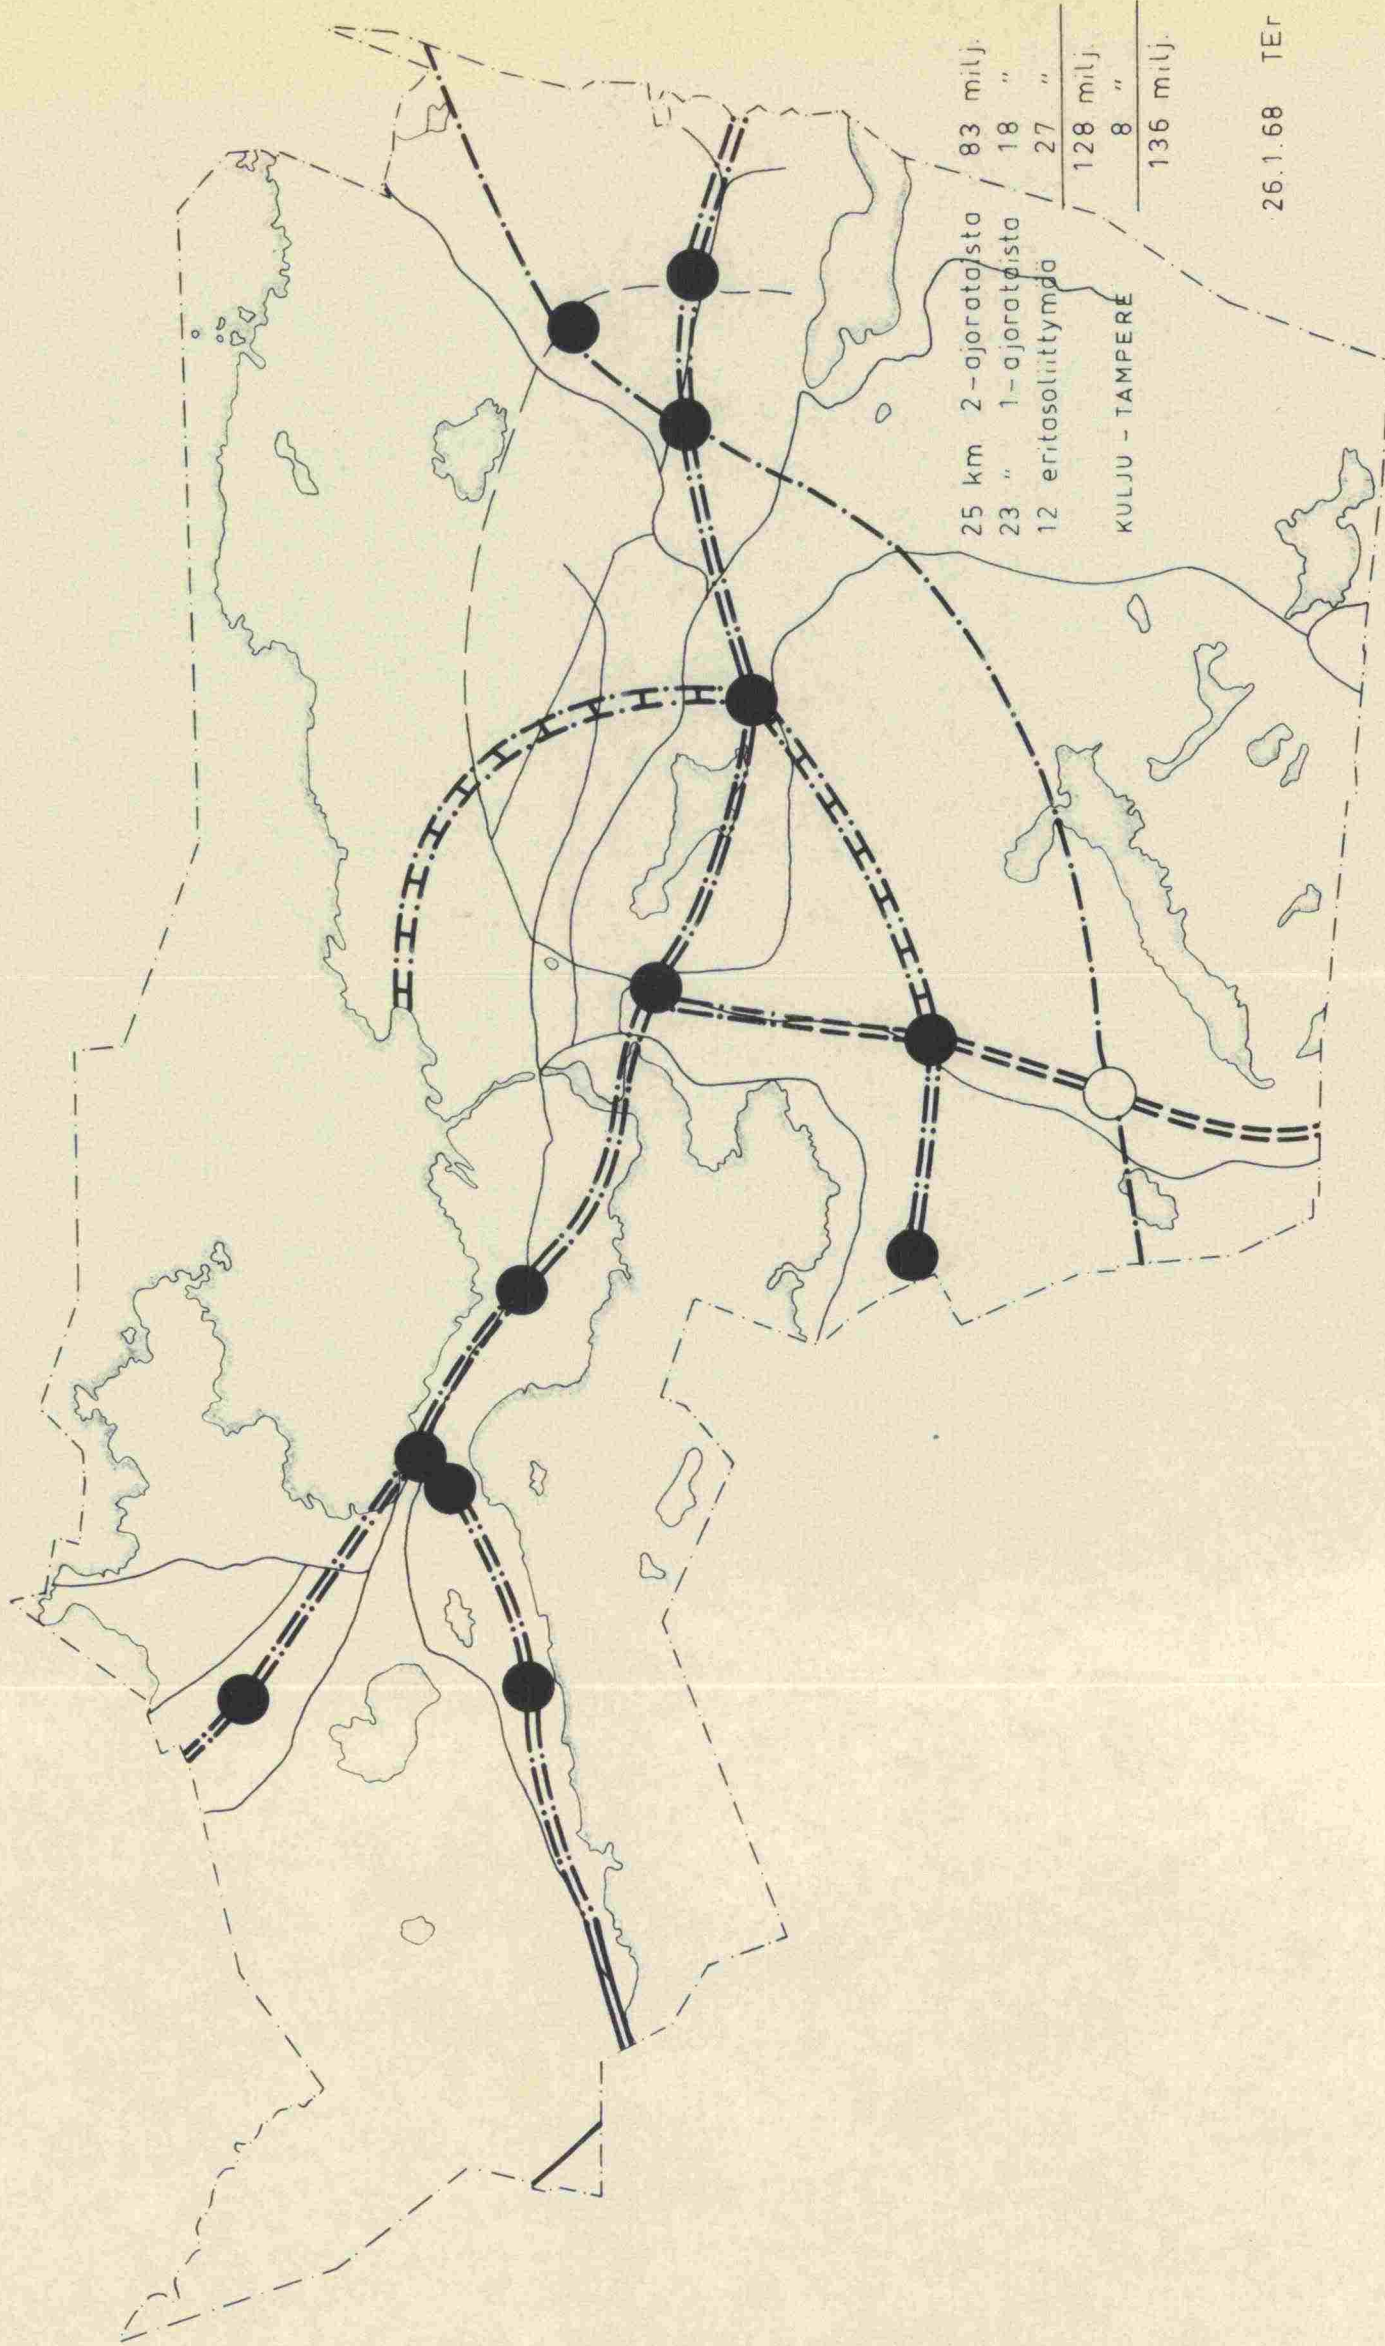 25 km 2-ajorataista 83 milj.
23 " 1-ajorataista 18 "
12 eritasoliittymää 27 "
128 milj.
KULJU - TAMPERE 8 "
136 milj.
26.1.68 TEr